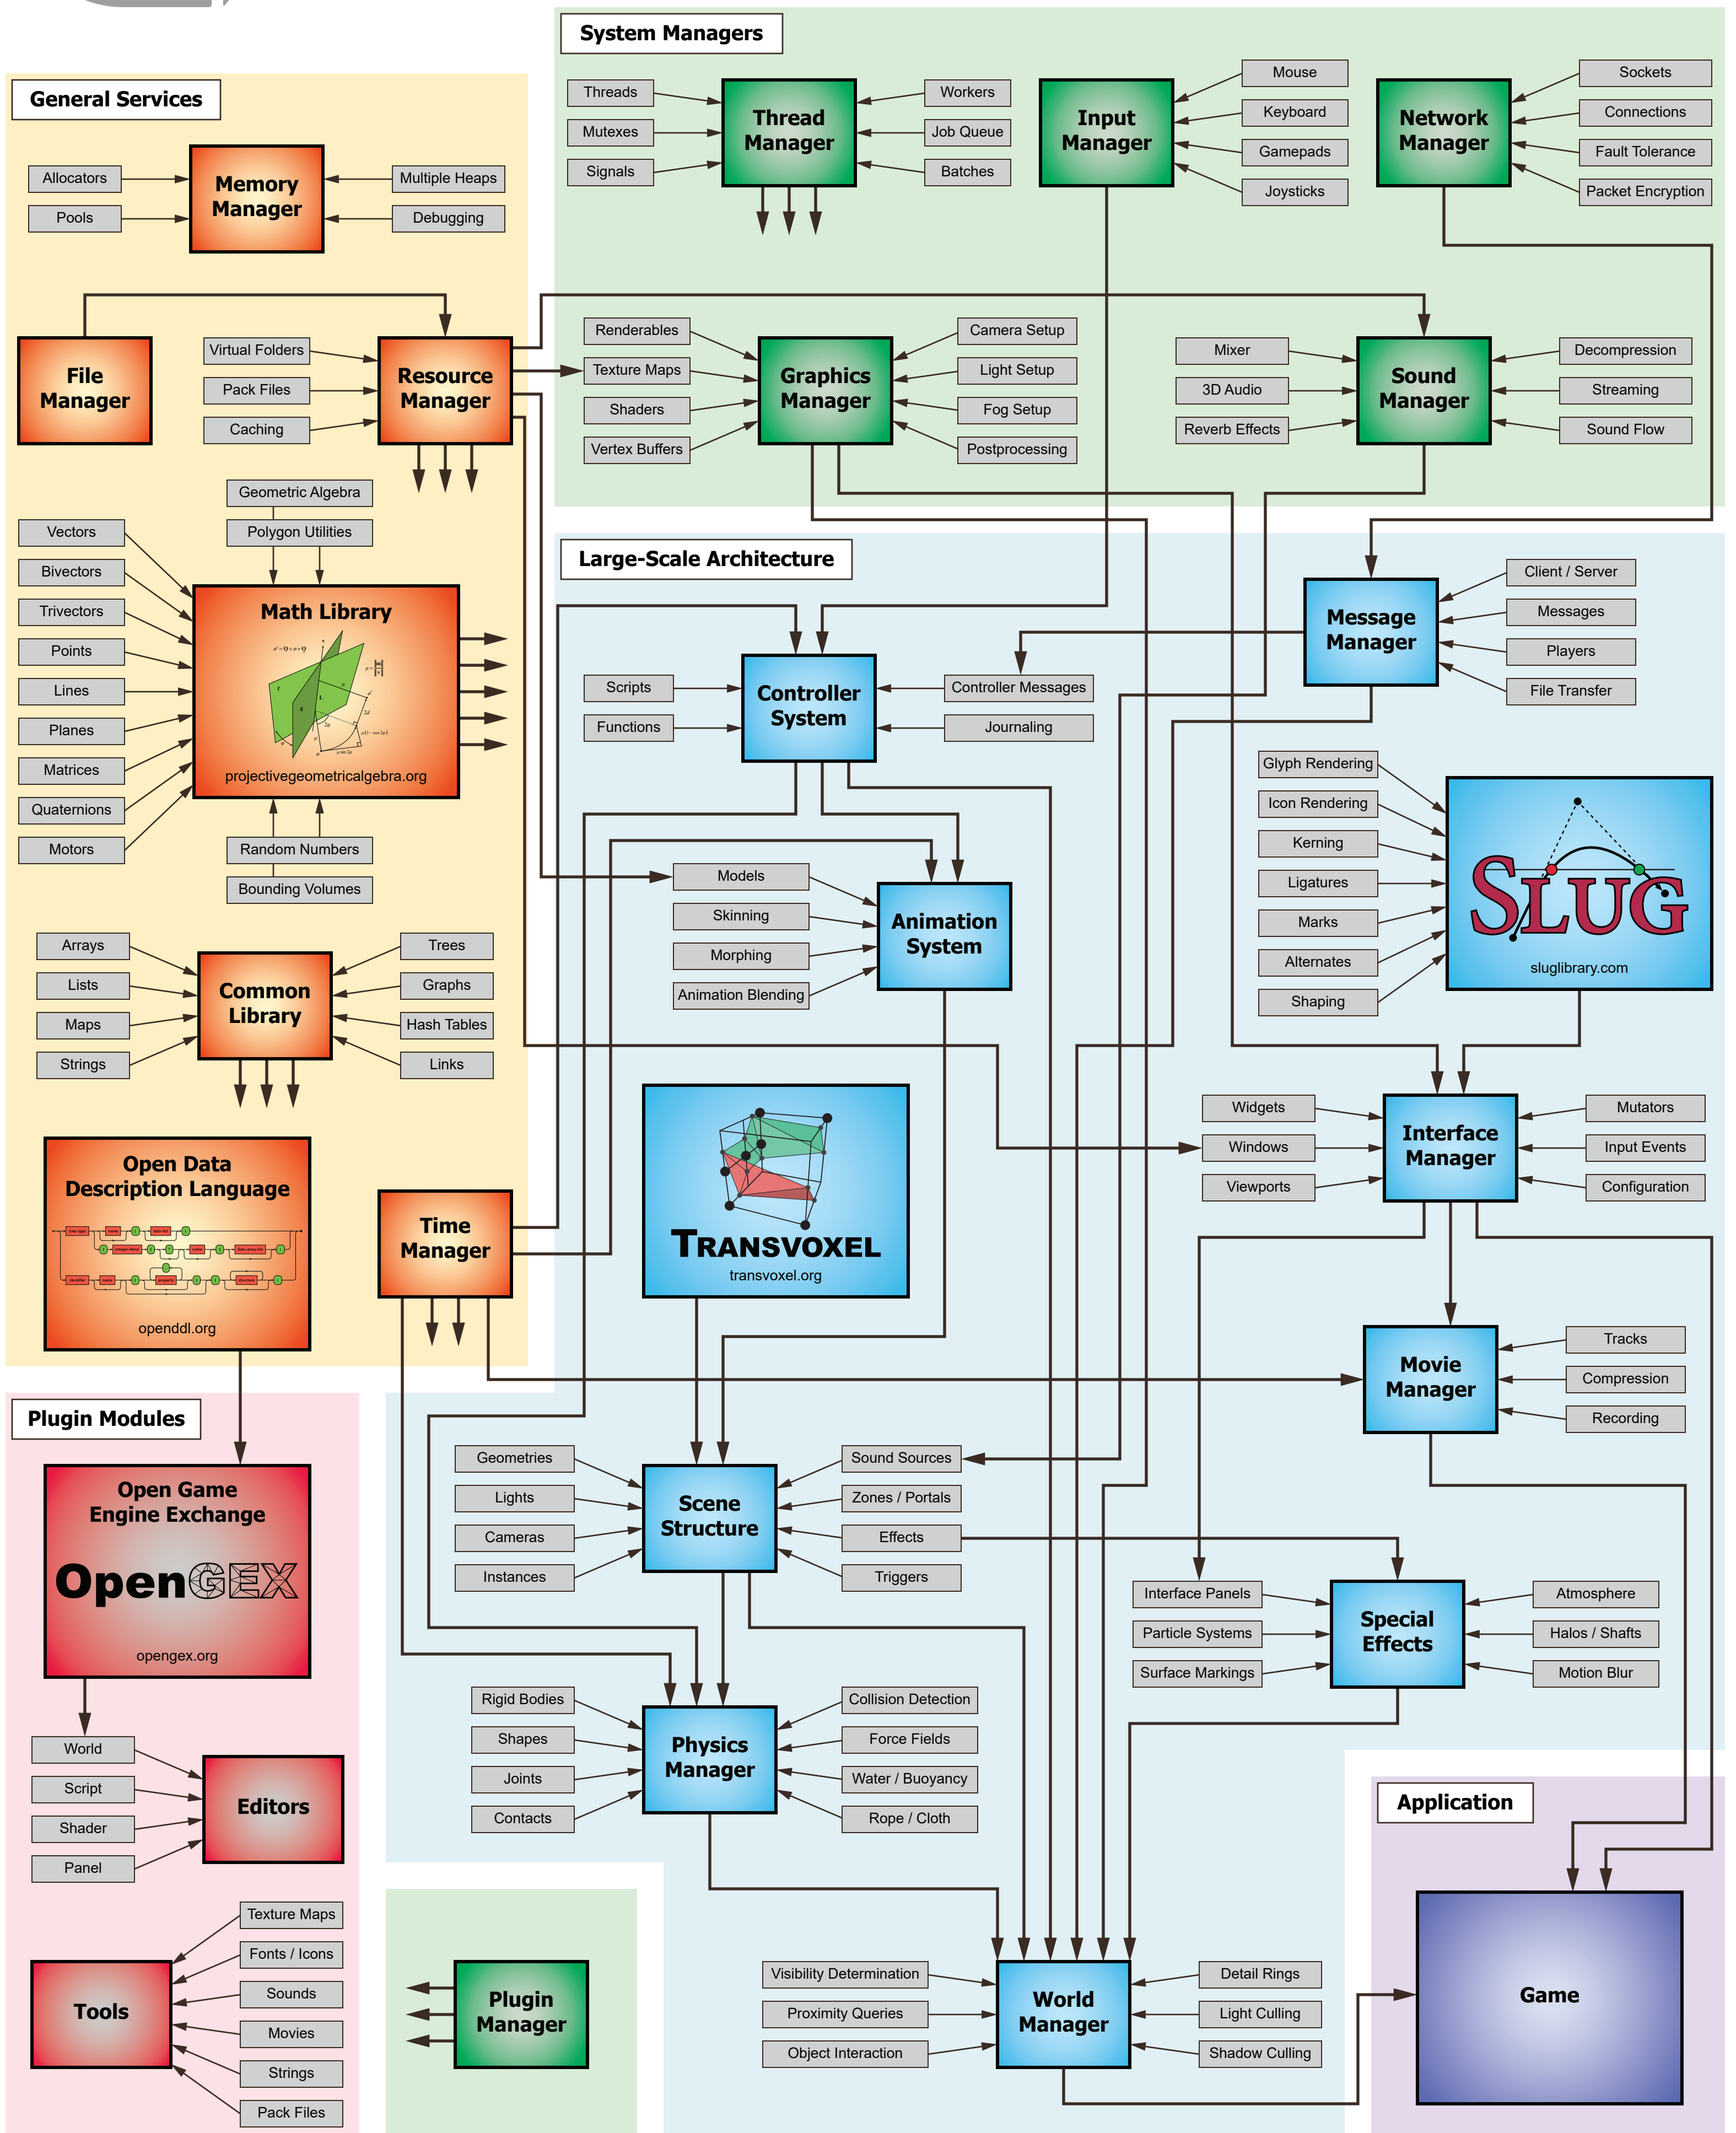 System Managers
Threads
Mutexes
Signals
Thread
Manager
Workers
Job Queue
Batches
Input
Manager
Mouse
Keyboard
Gamepads
Joysticks
Network
Manager
Sockets
Connections
Fault Tolerance
Packet Encryption
Renderables
Texture Maps
Shaders
Vertex Buffers
Graphics
Manager
Camera Setup
Light Setup
Fog Setup
Postprocessing
Mixer
3D Audio
Reverb Effects
Sound
Manager
Decompression
Streaming
Sound Flow
General Services
Allocators
Pools
Memory
Manager
Multiple Heaps
Debugging
File
Manager
Virtual Folders
Pack Files
Caching
Resource
Manager
Geometric Algebra
Polygon Utilities
Vectors
Bivectors
Trivectors
Points
Lines
Planes
Matrices
Quaternions
Motors
Math Library
projectivegeometricalgebra.org
Random Numbers
Bounding Volumes
Arrays
Lists
Maps
Strings
Common
Library
Trees
Graphs
Hash Tables
Links
Open Data
Description Language
openddl.org
Time
Manager
Large-Scale Architecture
Message
Manager
Client / Server
Messages
Players
File Transfer
Scripts
Functions
Controller
System
Controller Messages
Journaling
Models
Skinning
Morphing
Animation Blending
Animation
System
Glyph Rendering
Icon Rendering
Kerning
Ligatures
Marks
Alternates
Shaping
SLUG
sluglibrary.com
TRANSVOXEL
transvoxel.org
Widgets
Windows
Viewports
Interface
Manager
Mutators
Input Events
Configuration
Movie
Manager
Tracks
Compression
Recording
Geometries
Lights
Cameras
Instances
Scene
Structure
Sound Sources
Zones / Portals
Effects
Triggers
Interface Panels
Particle Systems
Surface Markings
Special
Effects
Atmosphere
Halos / Shafts
Motion Blur
Rigid Bodies
Shapes
Joints
Contacts
Physics
Manager
Collision Detection
Force Fields
Water / Buoyancy
Rope / Cloth
Visibility Determination
Proximity Queries
Object Interaction
World
Manager
Detail Rings
Light Culling
Shadow Culling
Plugin Modules
Open Game
Engine Exchange
OpenGEX
opengex.org
World
Script
Shader
Panel
Editors
Tools
Texture Maps
Fonts / Icons
Sounds
Movies
Strings
Pack Files
Plugin
Manager
Application
Game